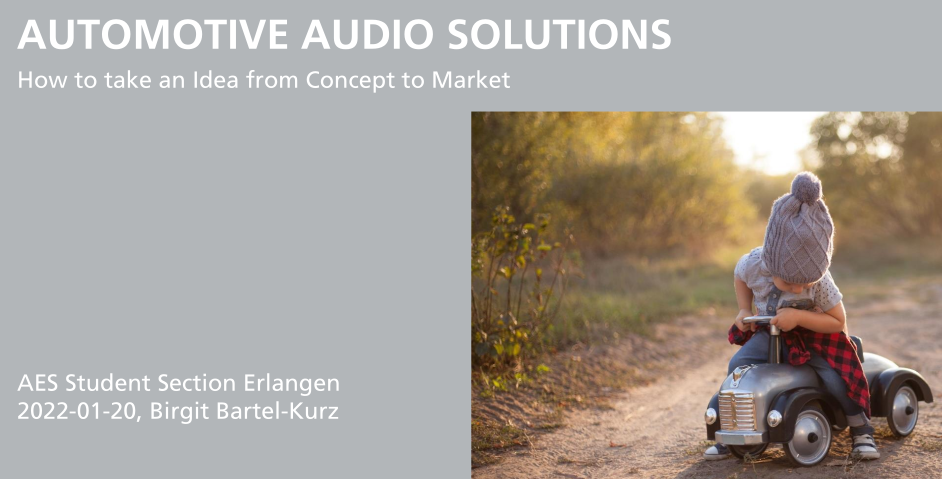 AUTOMOTIVE AUDIO SOLUTIONS
How to take an Idea from Concept to Market
AES Student Section Erlangen
2022-01-20, Birgit Bartel-Kurz